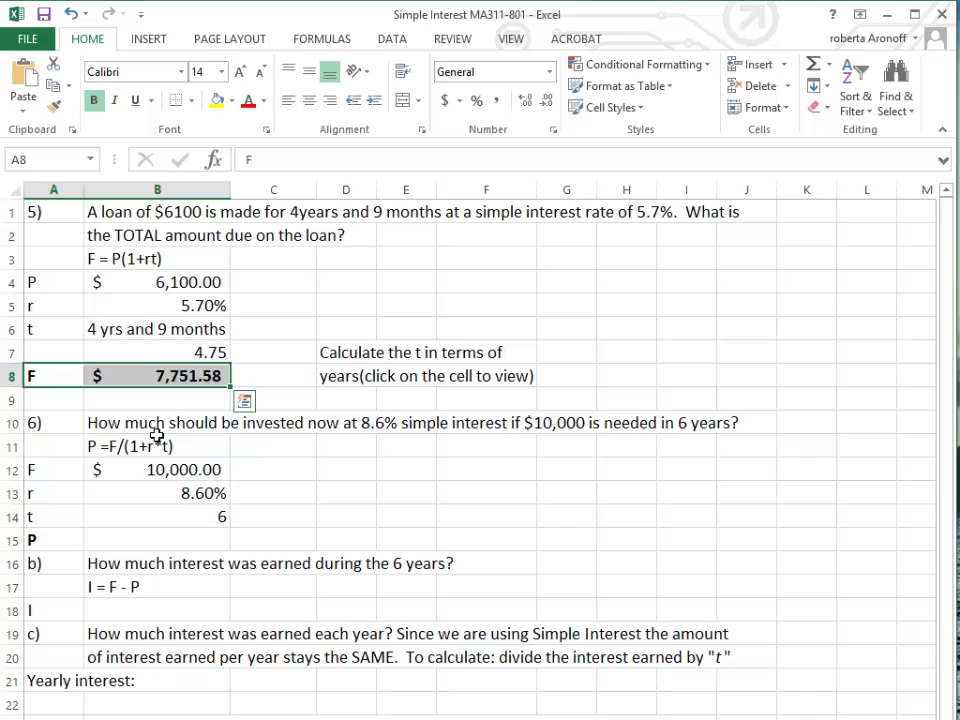 Simple Interest MA311-801 - Excel
?
FILE HOME INSERT PAGE LAYOUT FORMULAS DATA REVIEW VIEW ACROBAT roberta Aronoff
Paste
Calibri 14 A A
B I U A
General
$ % , .00 .0
Conditional Formatting
Format as Table
Cell Styles
Insert
Delete
Format
Sort & Filter
Find & Select
Clipboard Font Alignment Number Styles Cells Editing
A8 fx F
A B C D E F G H I J K L M
1 5) A loan of $6100 is made for 4years and 9 months at a simple interest rate of 5.7%. What is
2 the TOTAL amount due on the loan?
3 F = P(1+rt)
4 P $ 6,100.00
5 r 5.70%
6 t 4 yrs and 9 months
7 4.75 Calculate the t in terms of
8 F $ 7,751.58 years(click on the cell to view)
9
10 6) How much should be invested now at 8.6% simple interest if $10,000 is needed in 6 years?
11 P =F/(1+r*t)
12 F $ 10,000.00
13 r 8.60%
14 t 6
15 P
16 b) How much interest was earned during the 6 years?
17 I = F - P
18 I
19 c) How much interest was earned each year? Since we are using Simple Interest the amount
20 of interest earned per year stays the SAME. To calculate: divide the interest earned by "t"
21 Yearly interest:
22